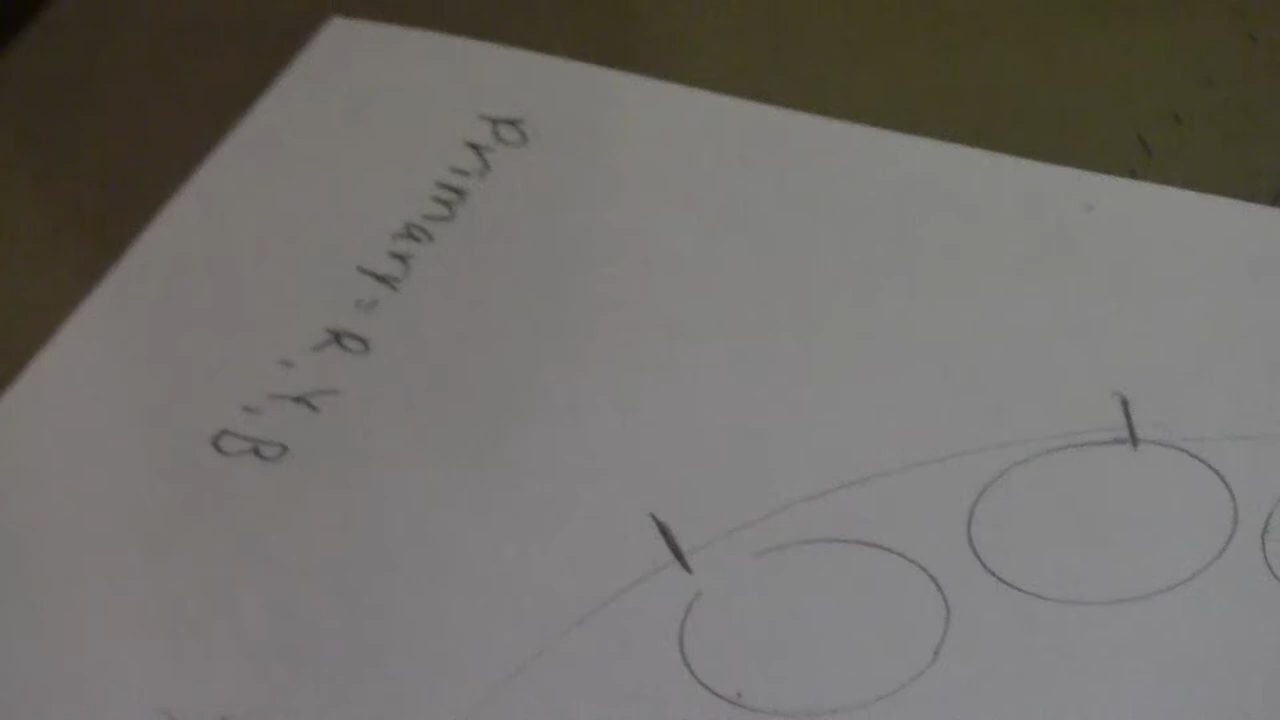 Primary = R, Y, B